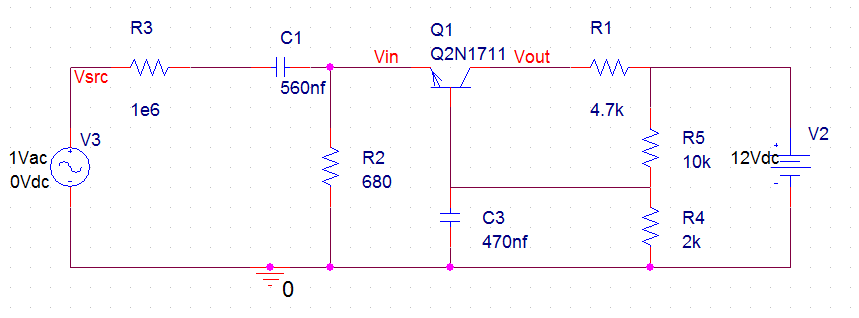 R3
Q1
C1
Q2N1711
R1
Vin
Vout
Vsrc
560nf
1e6
4.7k
V3
V2
R5
1Vac
0Vdc
R2
680
10k
12Vdc
C3
470nf
R4
2k
0